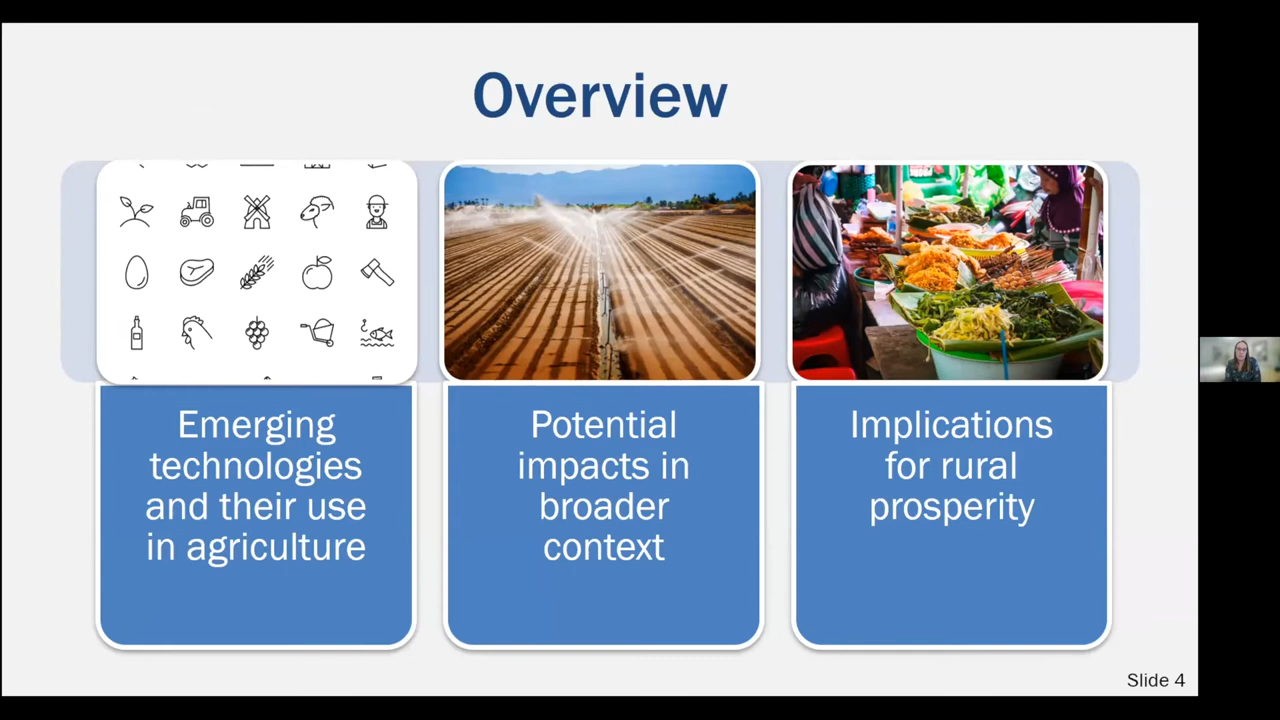 Overview
Emerging
technologies
and their use
in agriculture
Potential
impacts in
broader
context
Implications
for rural
prosperity
Slide 4